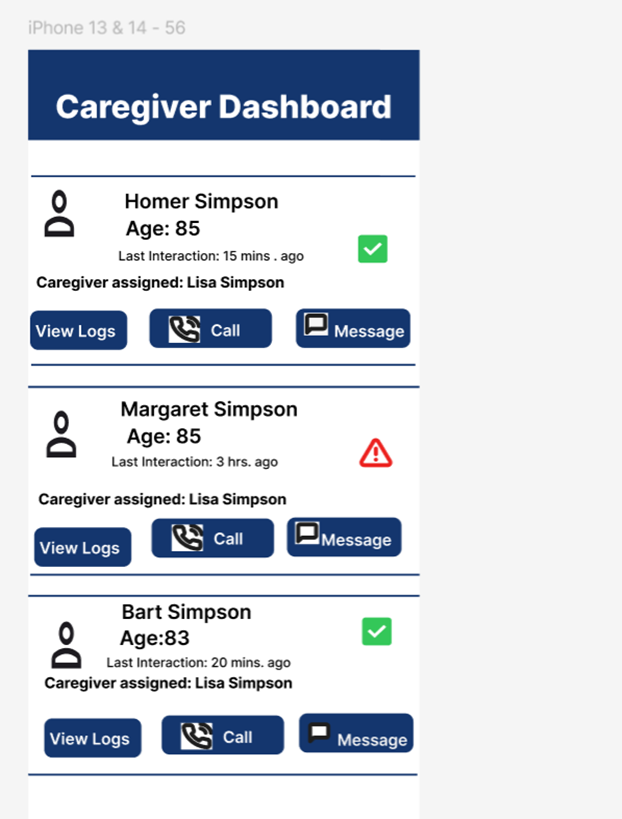 iPhone 13 & 14 - 56
Caregiver Dashboard
Homer Simpson
Age: 85
Last Interaction: 15 mins . ago
Caregiver assigned: Lisa Simpson
View Logs
Call
Message
Margaret Simpson
Age: 85
Last Interaction: 3 hrs. ago
Caregiver assigned: Lisa Simpson
View Logs
Call
Message
Bart Simpson
Age:83
Last Interaction: 20 mins. ago
Caregiver assigned: Lisa Simpson
View Logs
Call
Message